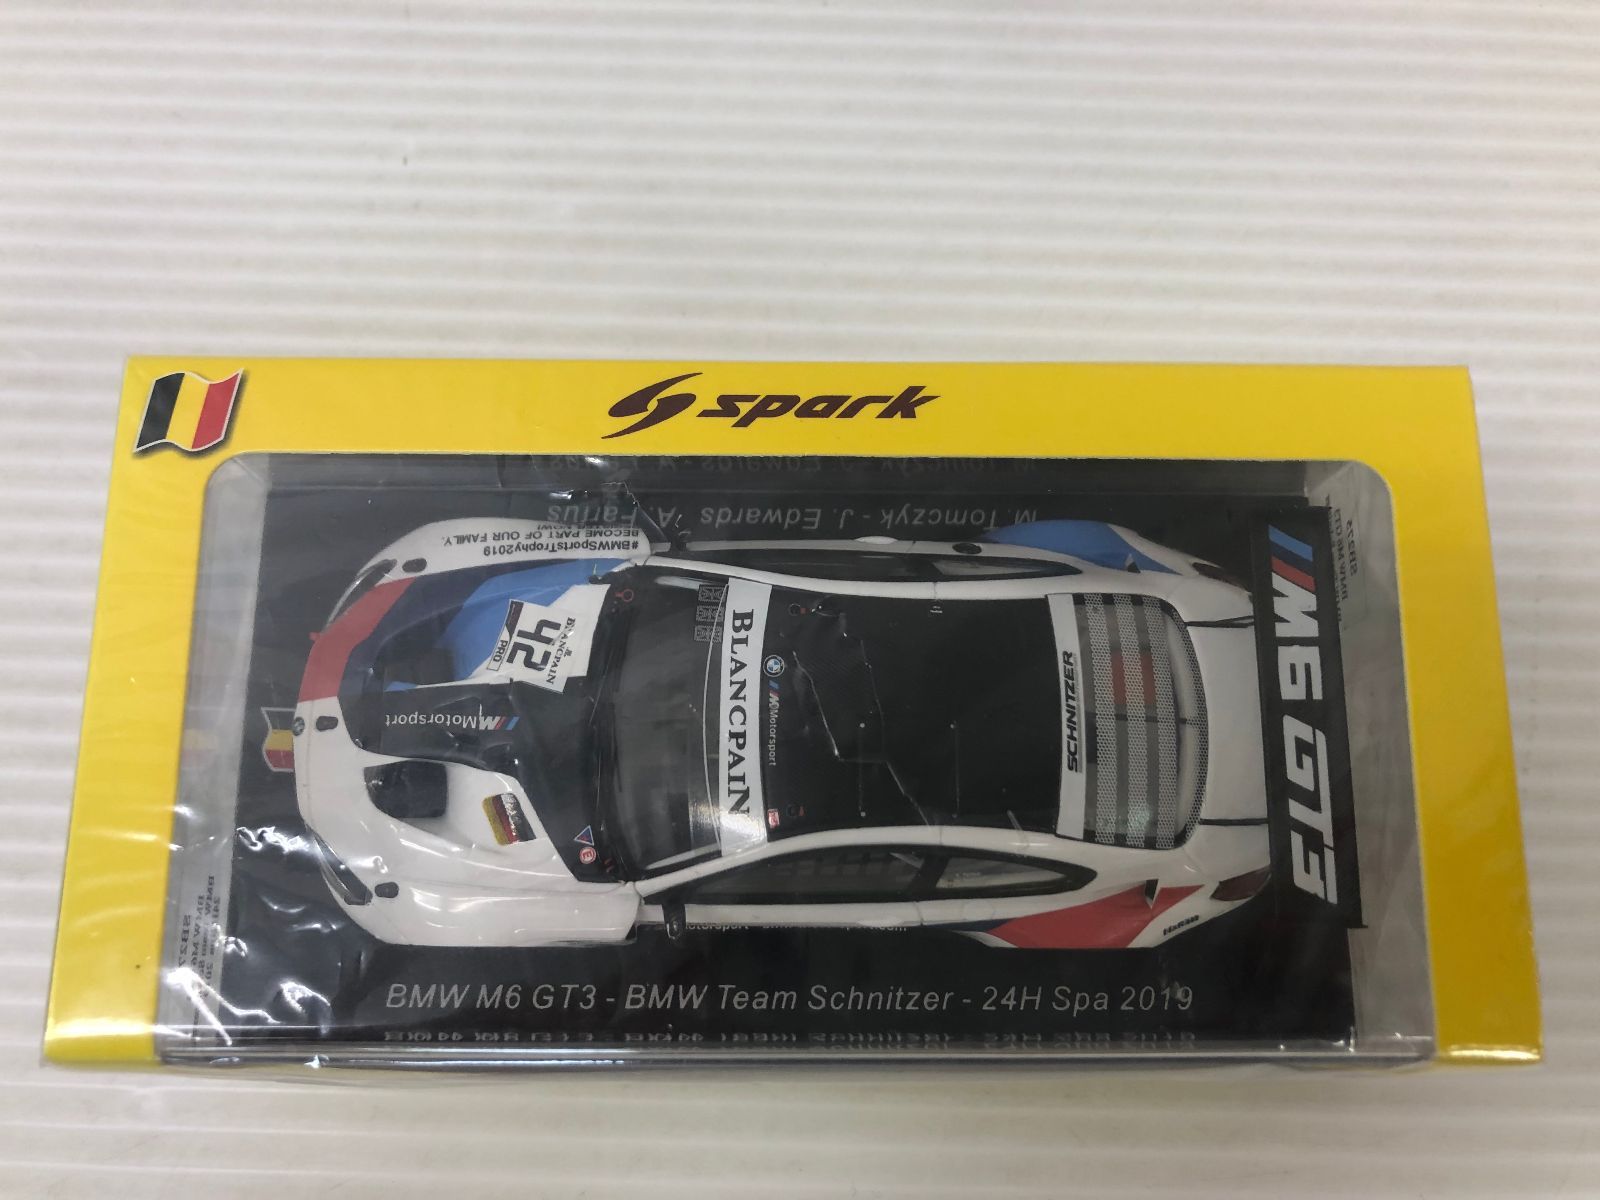 spark
M. Tomczyk - J. Edwards - A. Farfus
#BMWSportsTrophy2019
BECOME PART OF OUR FAMILY.
BLANCPAIN
42
PRO
M Motorsport
BLANCPAIN
M Motorsport
SCHNITZER
M6 GT3
H&R
BMW M6 GT3 - BMW Team Schnitzer - 24H Spa 2019